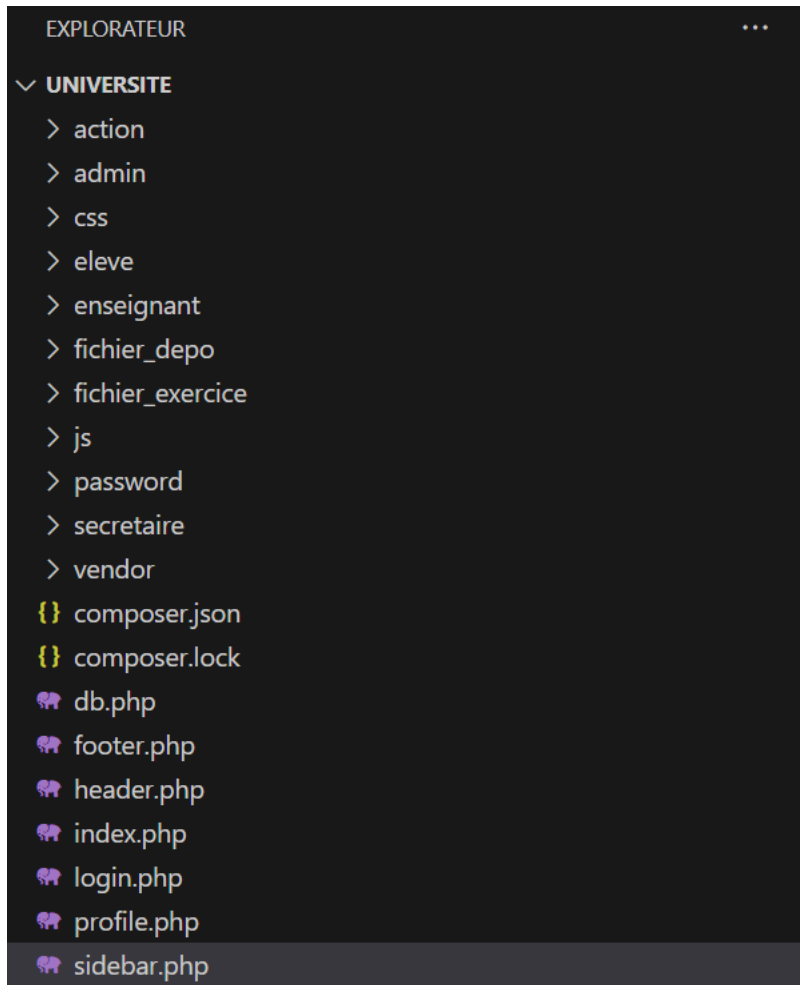 EXPLORATEUR
UNIVERSITE
action
admin
css
eleve
enseignant
fichier_depo
fichier_exercice
js
password
secretaire
vendor
composer.json
composer.lock
db.php
footer.php
header.php
index.php
login.php
profile.php
sidebar.php